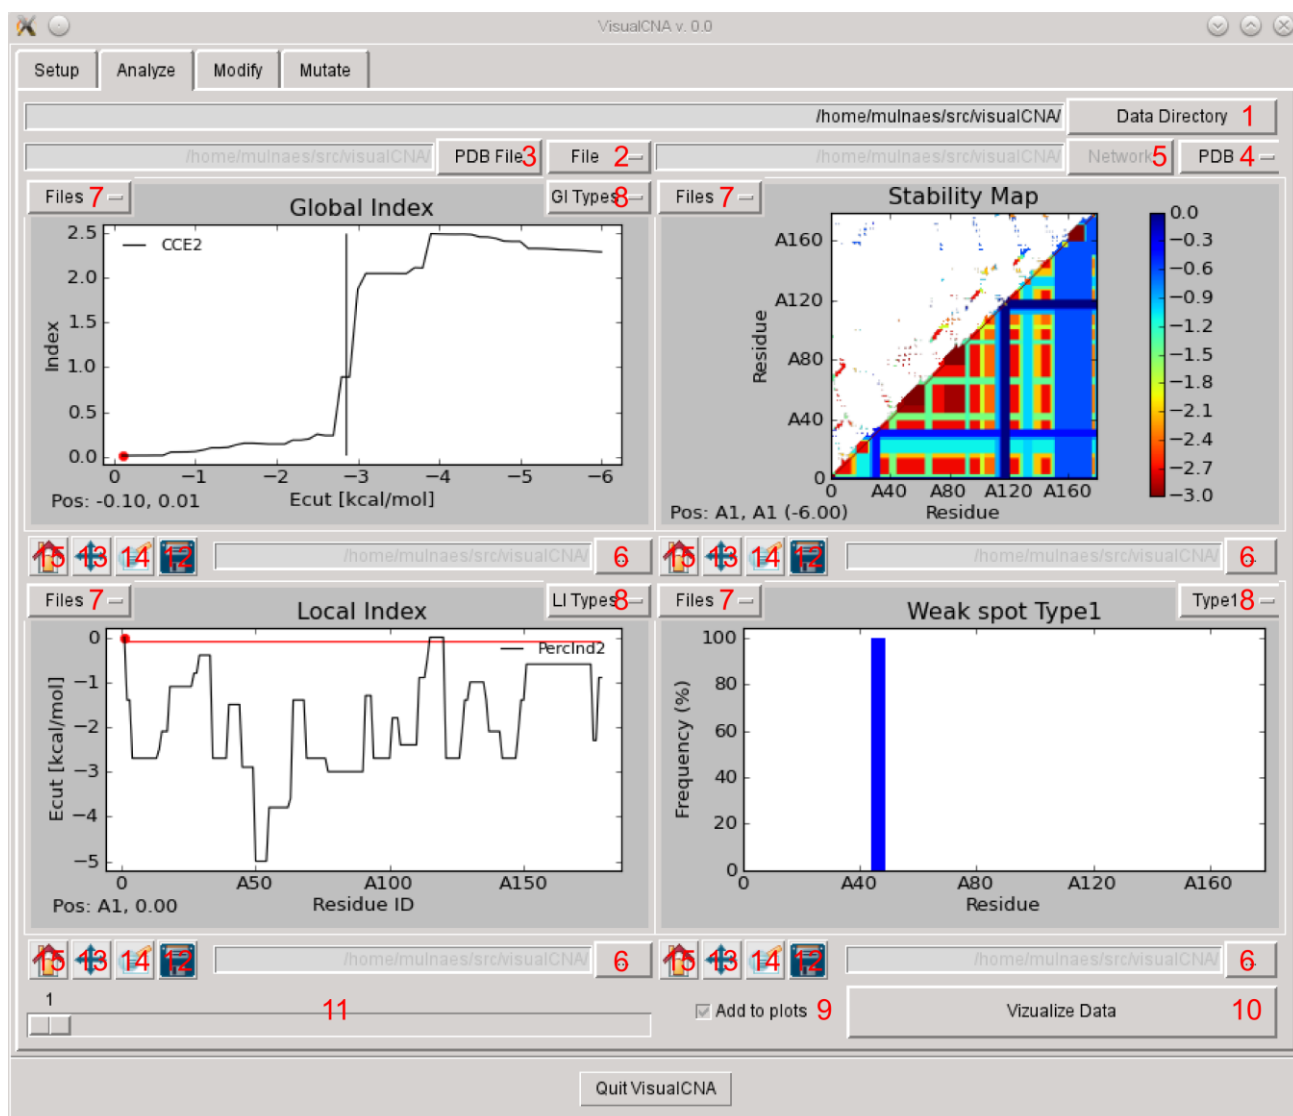 VisualCNA v. 0.0
Setup Analyze Modify Mutate
/home/mulnaes/src/visualCNA/ Data Directory 1
/home/mulnaes/src/visualCNA/ PDB File 3 File 2 /home/mulnaes/src/visualCNA/ Network 5 PDB 4
Files 7 GI Types 8
Global Index
2.5
2.0
1.5
1.0
0.5
0.0
Index
CCE2
0 −1 −2 −3 −4 −5 −6
Ecut [kcal/mol]
Pos: -0.10, 0.01
Files 7
Stability Map
A160
A120
A80
A40
0
Residue
0 A40 A80 A120 A160
Residue
Pos: A1, A1 (-6.00)
0.0
−0.3
−0.6
−0.9
−1.2
−1.5
−1.8
−2.1
−2.4
−2.7
−3.0
15 13 14 12 /home/mulnaes/src/visualCNA/ 6
15 13 14 12 /home/mulnaes/src/visualCNA/ 6
Files 7 LI Types 8
Local Index
0
−1
−2
−3
−4
−5
Ecut [kcal/mol]
PercInd2
0 A50 A100 A150
Residue ID
Pos: A1, 0.00
Files 7 Type1 8
Weak spot Type1
100
80
60
40
20
0
Frequency (%)
0 A40 A80 A120 A160
Residue
15 13 14 12 /home/mulnaes/src/visualCNA/ 6
15 13 14 12 /home/mulnaes/src/visualCNA/ 6
1
11 Add to plots 9 Vizualize Data 10
Quit VisualCNA